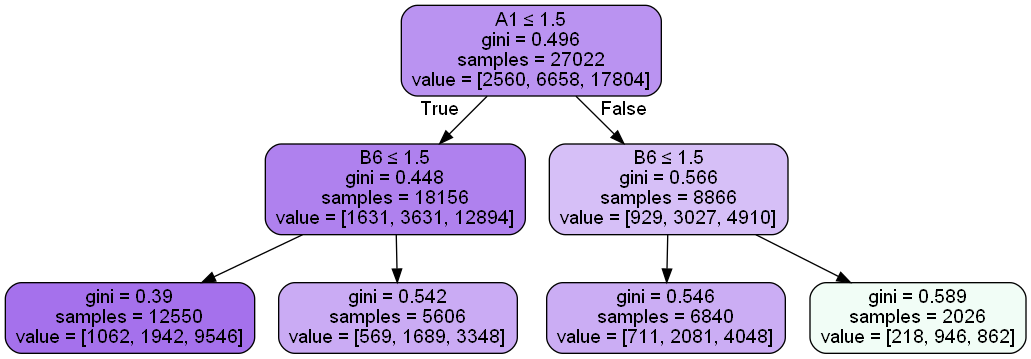 A1 ≤ 1.5
gini = 0.496
samples = 27022
value = [2560, 6658, 17804]
True
False
B6 ≤ 1.5
gini = 0.448
samples = 18156
value = [1631, 3631, 12894]
B6 ≤ 1.5
gini = 0.566
samples = 8866
value = [929, 3027, 4910]
gini = 0.39
samples = 12550
value = [1062, 1942, 9546]
gini = 0.542
samples = 5606
value = [569, 1689, 3348]
gini = 0.546
samples = 6840
value = [711, 2081, 4048]
gini = 0.589
samples = 2026
value = [218, 946, 862]